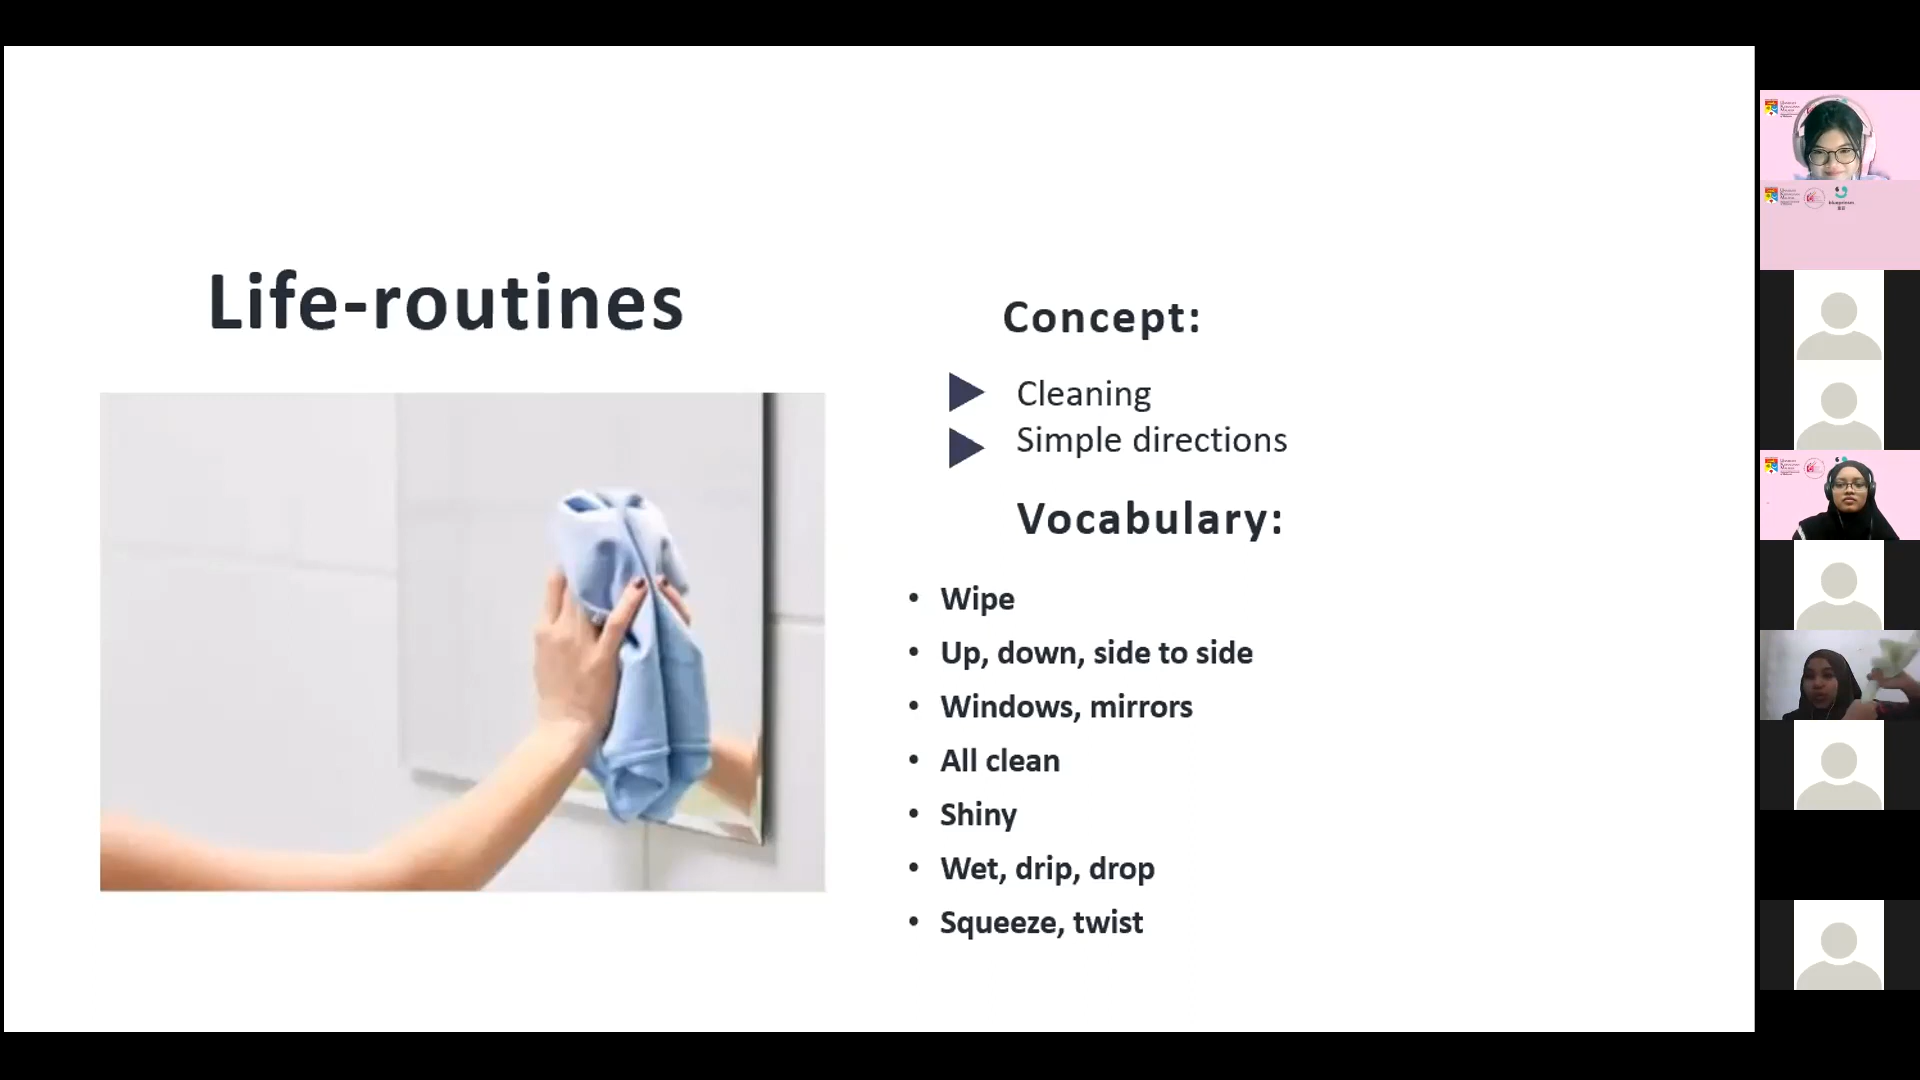 Life-routines
Concept:
Cleaning
Simple directions
Vocabulary:
• Wipe
• Up, down, side to side
• Windows, mirrors
• All clean
• Shiny
• Wet, drip, drop
• Squeeze, twist